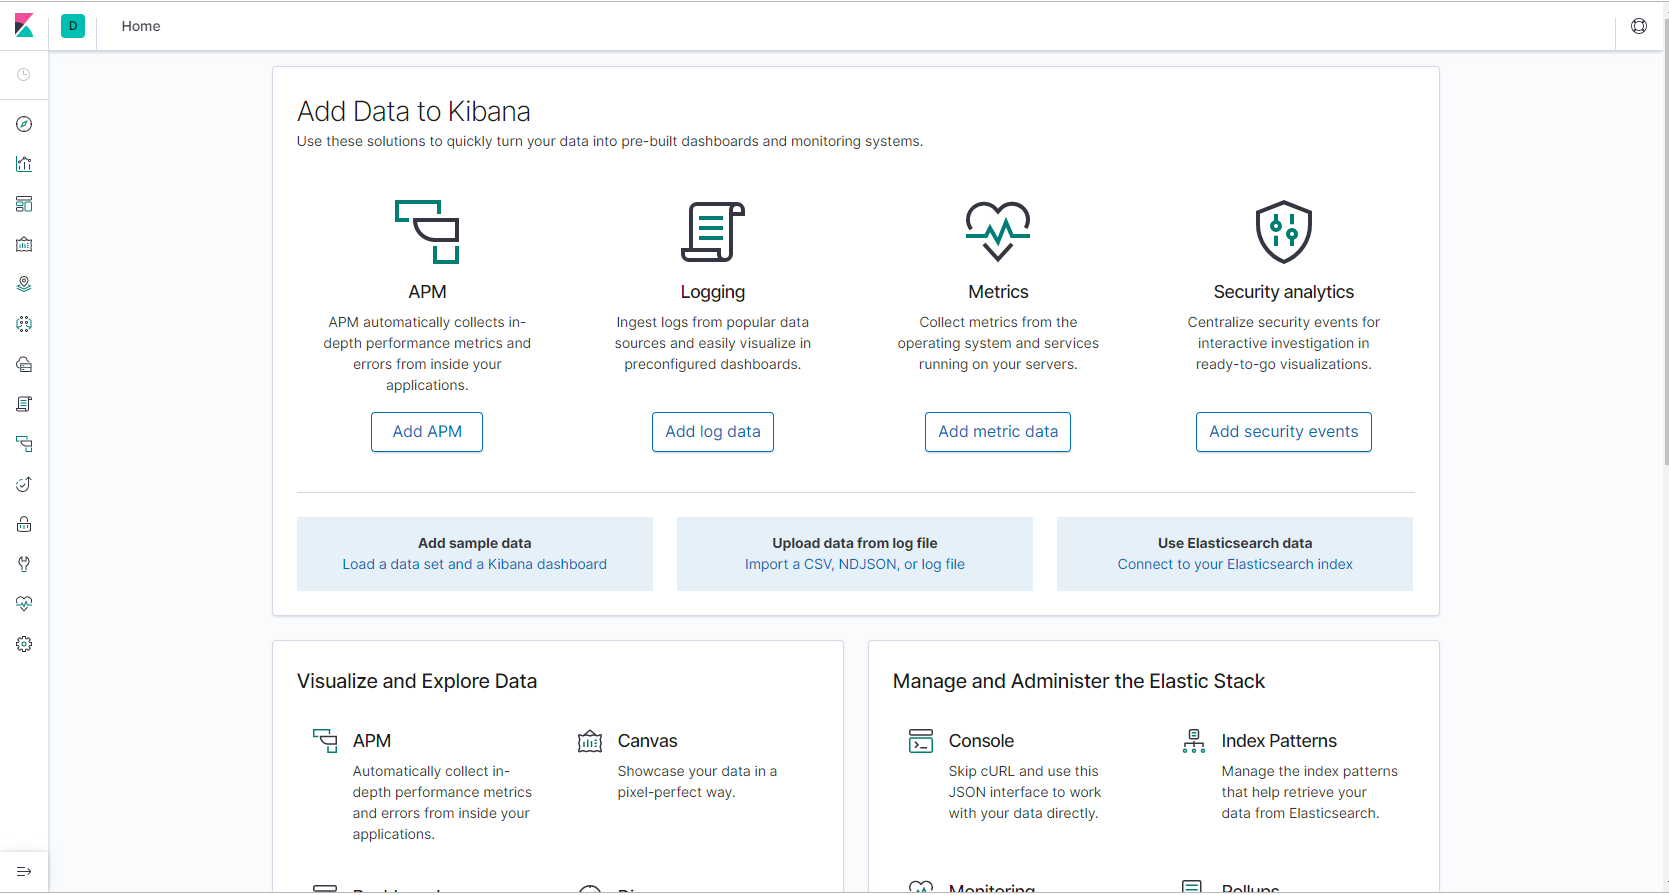 D
Home
Add Data to Kibana
Use these solutions to quickly turn your data into pre-built dashboards and monitoring systems.
APM
APM automatically collects in-
depth performance metrics and
errors from inside your
applications.
Add APM
Logging
Ingest logs from popular data
sources and easily visualize in
preconfigured dashboards.
Add log data
Metrics
Collect metrics from the
operating system and services
running on your servers.
Add metric data
Security analytics
Centralize security events for
interactive investigation in
ready-to-go visualizations.
Add security events
Add sample data
Load a data set and a Kibana dashboard
Upload data from log file
Import a CSV, NDJSON, or log file
Use Elasticsearch data
Connect to your Elasticsearch index
Visualize and Explore Data
APM
Automatically collect in-
depth performance metrics
and errors from inside your
applications.
Canvas
Showcase your data in a
pixel-perfect way.
Manage and Administer the Elastic Stack
Console
Skip cURL and use this
JSON interface to work
with your data directly.
Index Patterns
Manage the index patterns
that help retrieve your
data from Elasticsearch.
Monitoring
Rollups